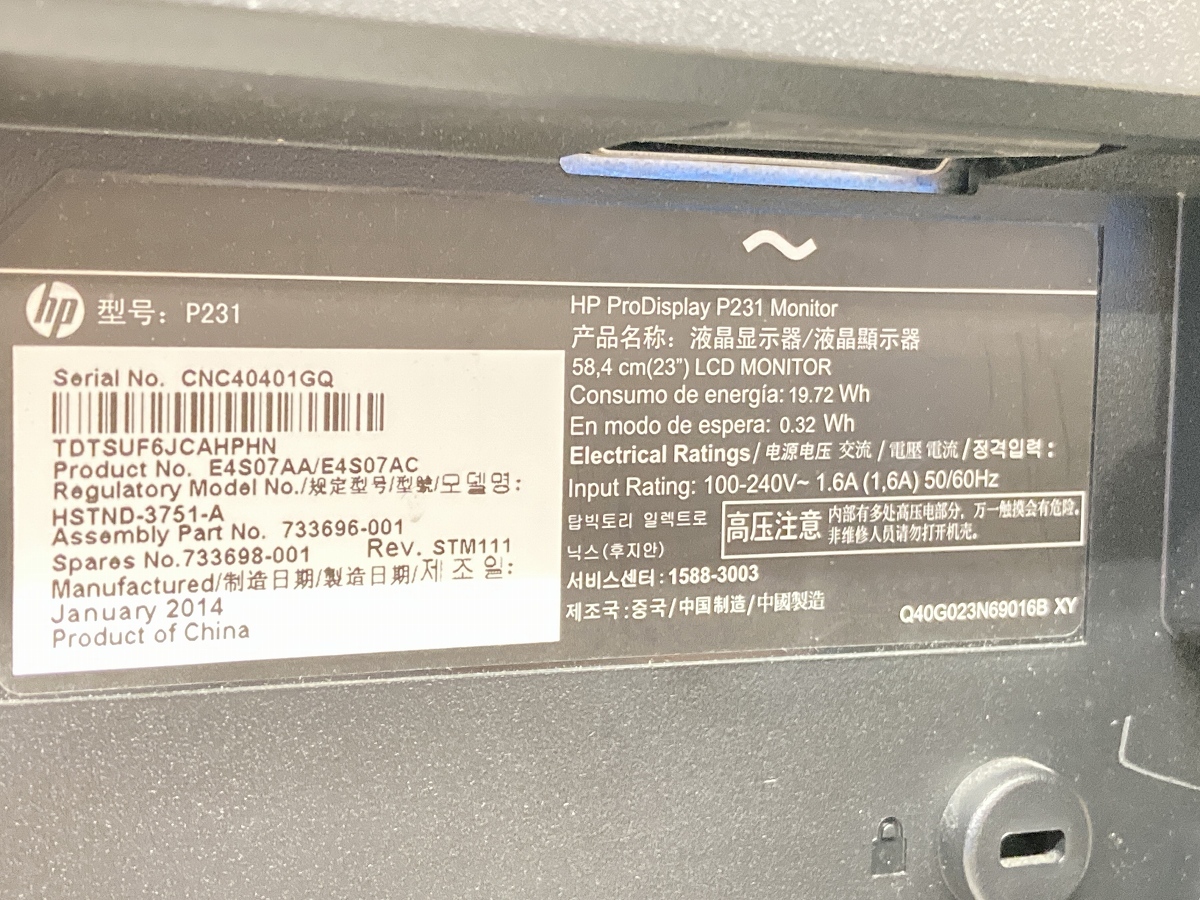 hp 型号：P231
Serial No. CNC40401GQ
TDTSUF6JCAHPHN
Product No. E4S07AA/E4S07AC
Regulatory Model No./规定型号/型號/모델명:
HSTND-3751-A
Assembly Part No. 733696-001
Spares No.733698-001 Rev. STM111
Manufactured/制造日期/製造日期/제 조 일:
January 2014
Product of China
HP ProDisplay P231 Monitor
产品名称：液晶显示器/液晶顯示器
58,4 cm(23”) LCD MONITOR
Consumo de energía: 19.72 Wh
En modo de espera: 0.32 Wh
Electrical Ratings/电源电压 交流/電壓 電流/정격입력:
Input Rating: 100-240V~ 1.6A (1,6A) 50/60Hz
탑빅토리 일렉트로
닉스(후지안)
高压注意 内部有多处高压电部分，万一触摸会有危险。
非维修人员请勿打开机壳。
서비스센터: 1588-3003
제조국:중국/中国制造/中國製造
Q40G023N69016B XY